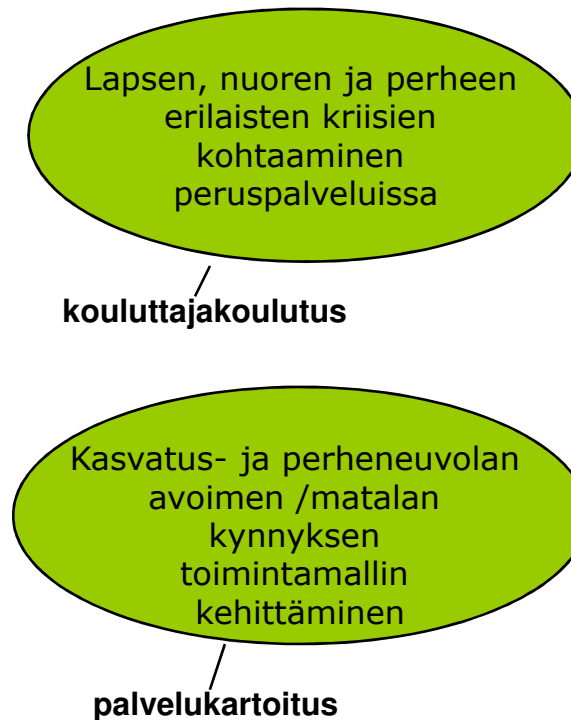 Lapsen, nuoren ja perheen
erilaisten kriisien
kohtaaminen
peruspalveluissa
kouluttajakoulutus
Kasvatus- ja perheneuvolan
avoimen /matalan
kynnyksen
toimintamallin
kehittäminen
palvelukartoitus